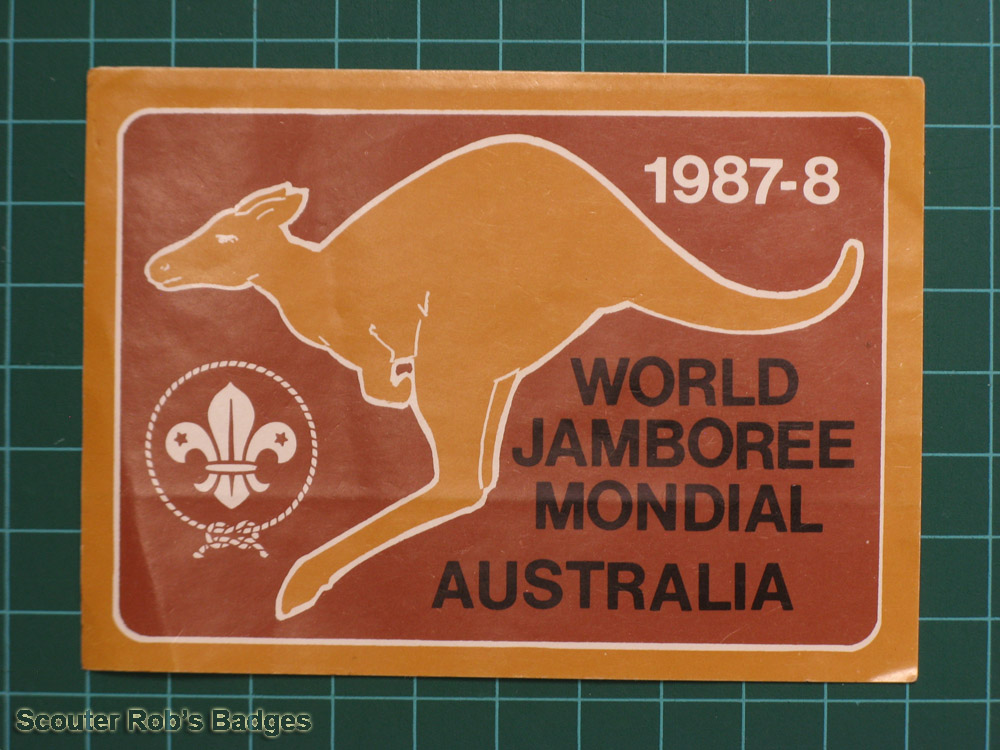 1987-8
WORLD
JAMBOREE
MONDIAL
AUSTRALIA
Scouter Rob's Badges